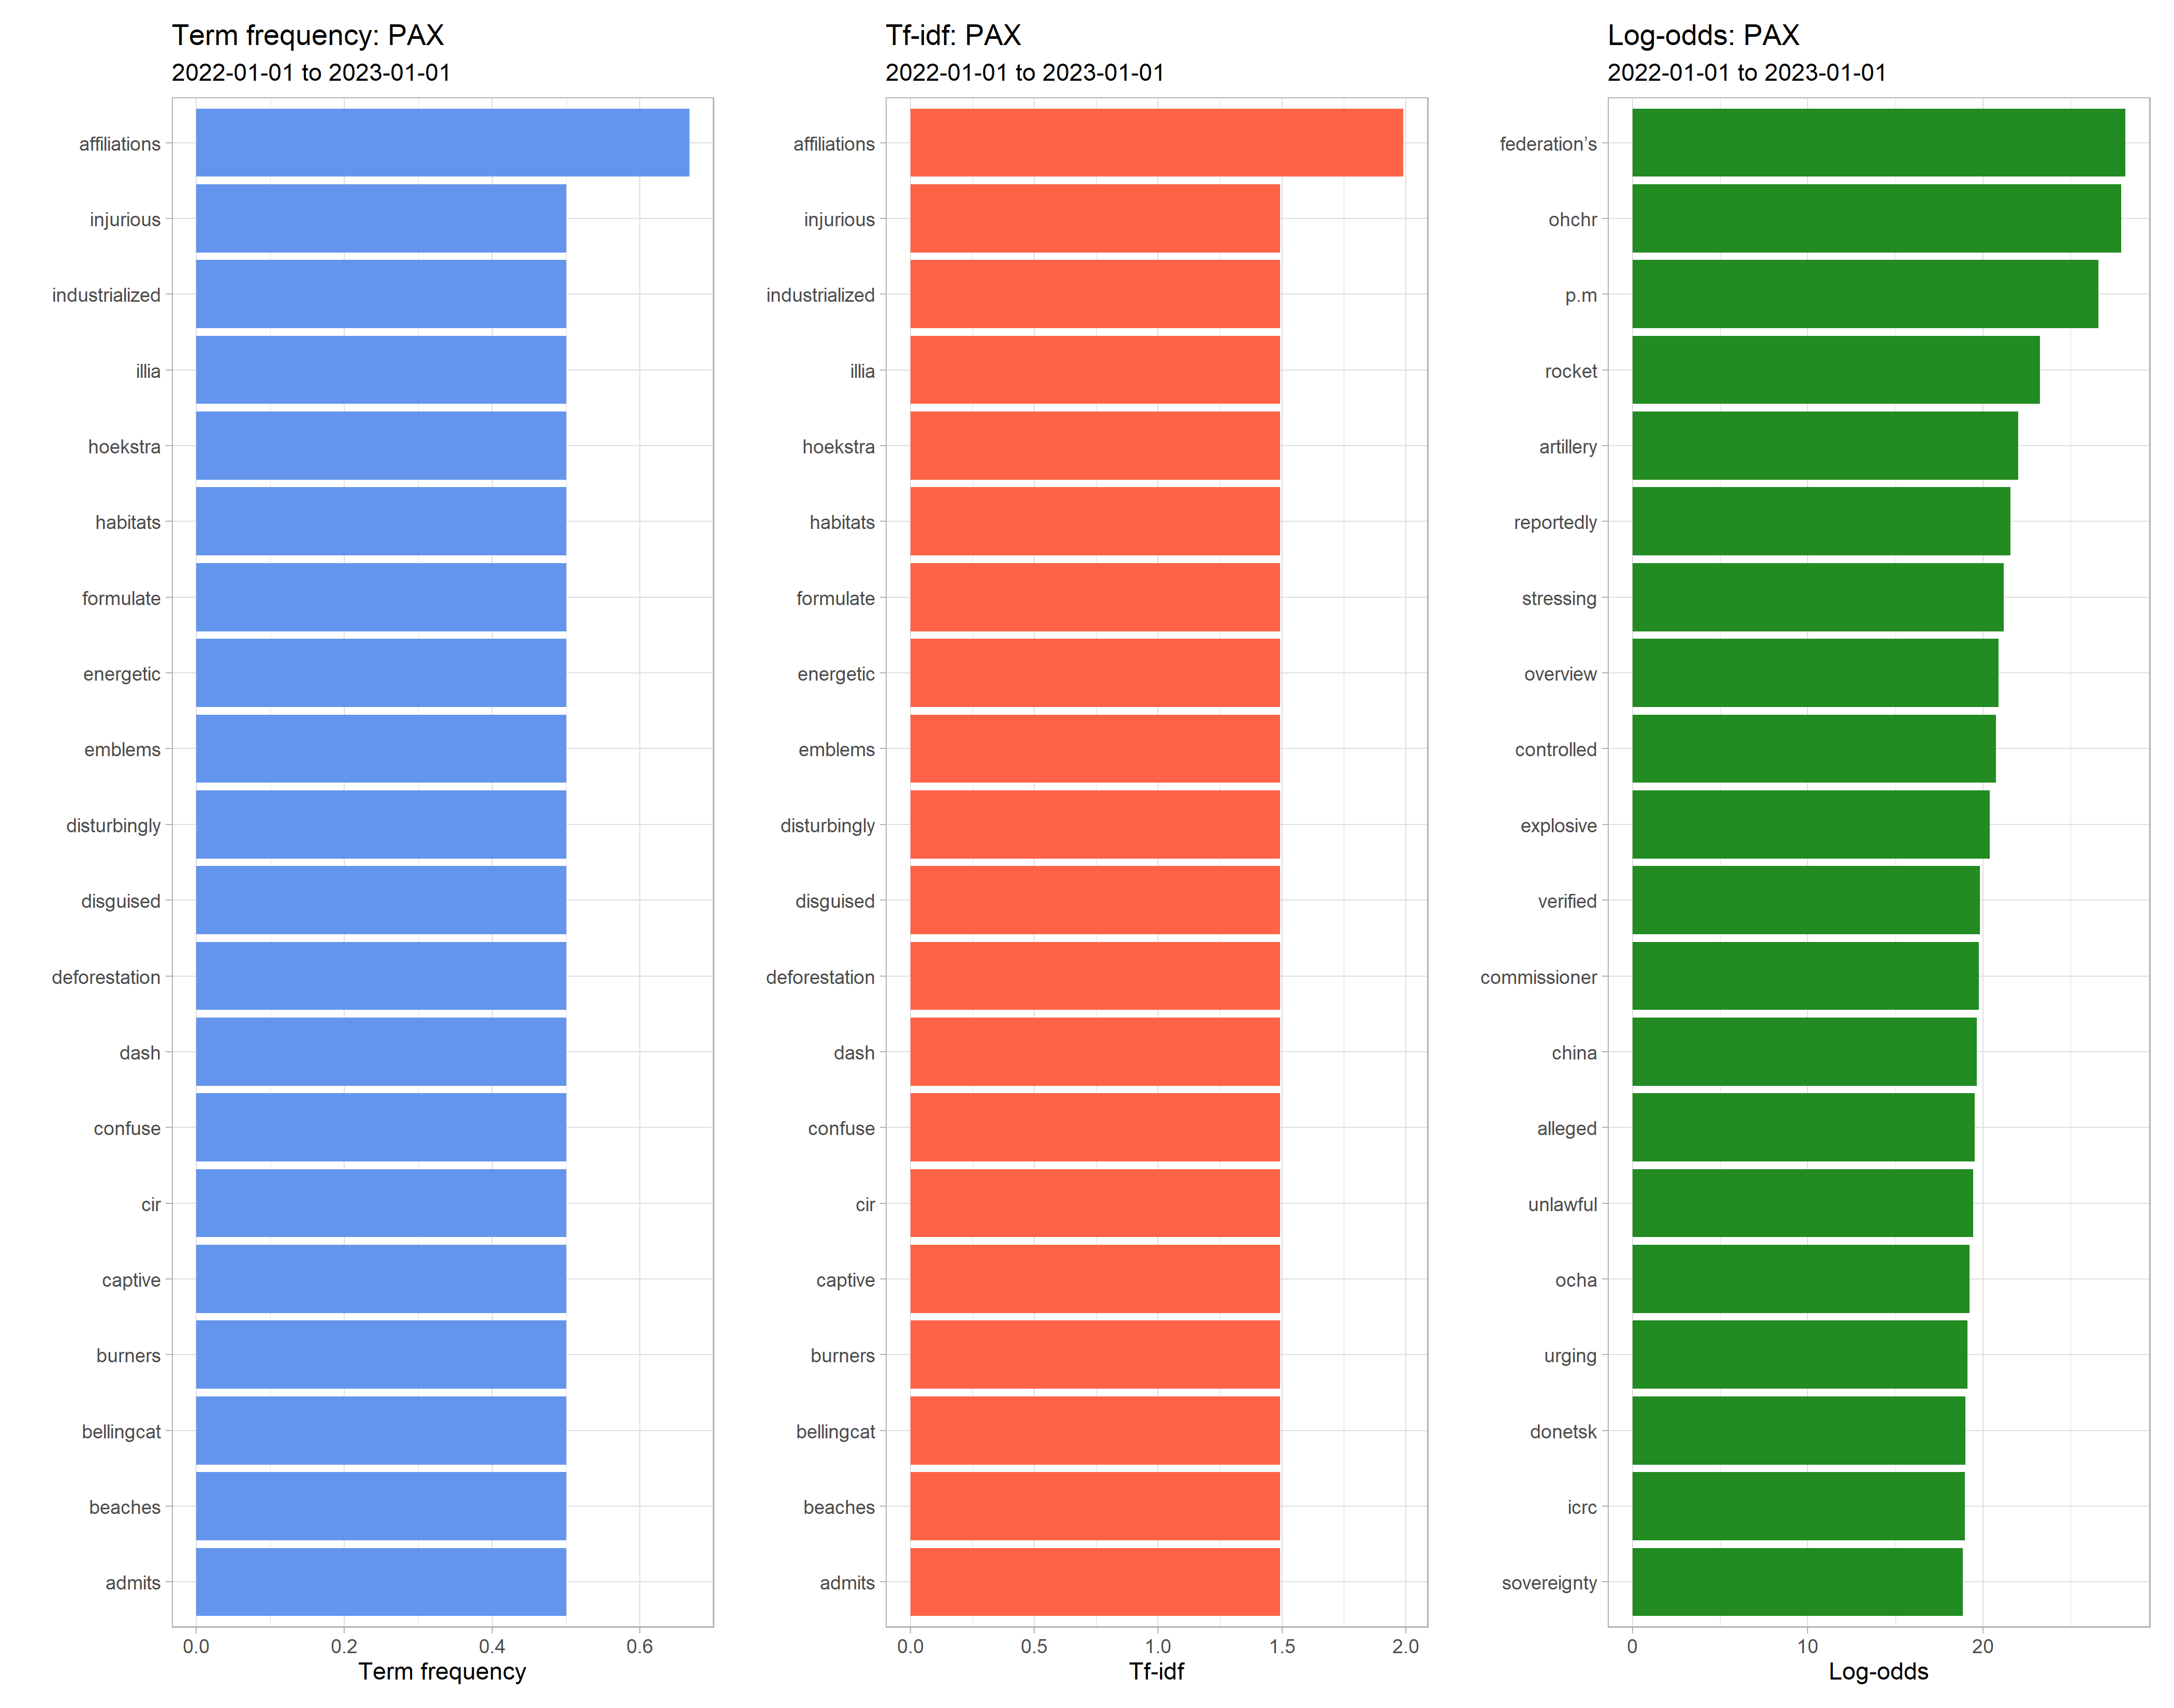 Term frequency: PAX
2022-01-01 to 2023-01-01
affiliations
injurious
industrialized
illia
hoekstra
habitats
formulate
energetic
emblems
disturbingly
disguised
deforestation
dash
confuse
cir
captive
burners
bellingcat
beaches
admits
0.0 0.2 0.4 0.6
Term frequency
Tf-idf: PAX
2022-01-01 to 2023-01-01
affiliations
injurious
industrialized
illia
hoekstra
habitats
formulate
energetic
emblems
disturbingly
disguised
deforestation
dash
confuse
cir
captive
burners
bellingcat
beaches
admits
0.0 0.5 1.0 1.5 2.0
Tf-idf
Log-odds: PAX
2022-01-01 to 2023-01-01
federation’s
ohchr
p.m
rocket
artillery
reportedly
stressing
overview
controlled
explosive
verified
commissioner
china
alleged
unlawful
ocha
urging
donetsk
icrc
sovereignty
0 10 20
Log-odds